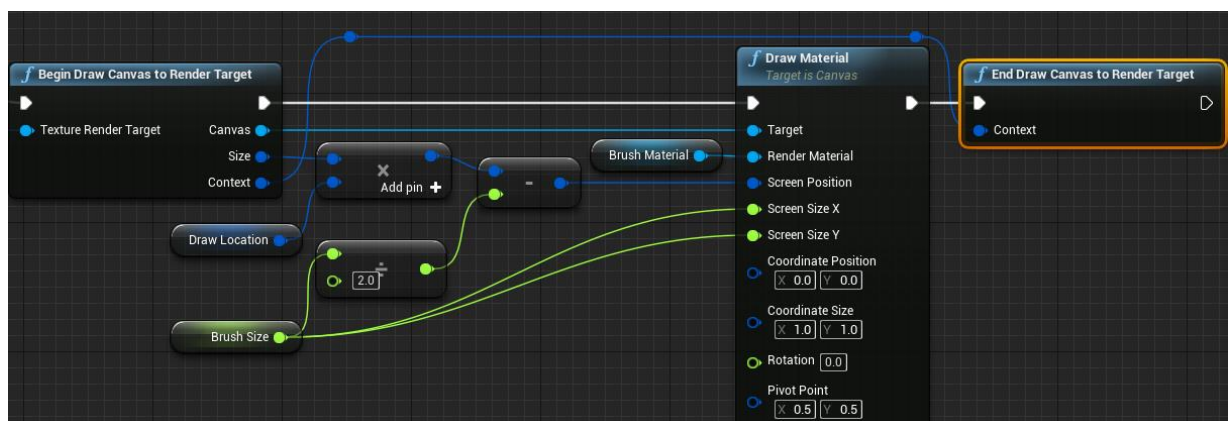 Begin Draw Canvas to Render Target
Texture Render Target
Canvas
Size
Context
Draw Location
Brush Size
×
Add pin +
÷
2.0
-
Brush Material
Draw Material
Target is Canvas
Target
Render Material
Screen Position
Screen Size X
Screen Size Y
Coordinate Position
X 0.0 Y 0.0
Coordinate Size
X 1.0 Y 1.0
Rotation 0.0
Pivot Point
X 0.5 Y 0.5
End Draw Canvas to Render Target
Context